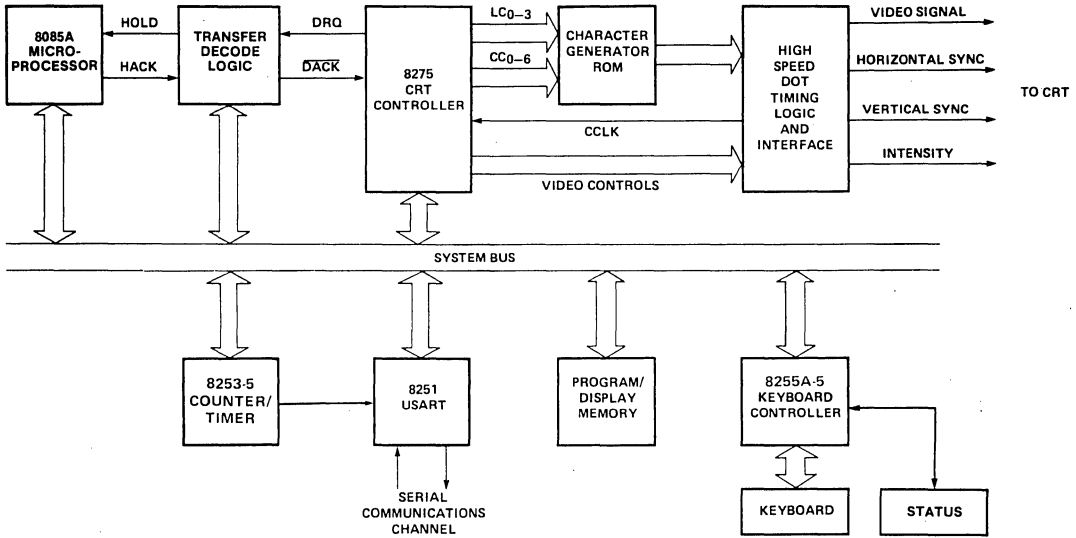 8085A
MICRO-
PROCESSOR
HOLD
HACK
TRANSFER
DECODE
LOGIC
DRQ
DACK
8275
CRT
CONTROLLER
LC0–3
CC0–6
CHARACTER
GENERATOR
ROM
CCLK
VIDEO CONTROLS
HIGH
SPEED
DOT
TIMING
LOGIC
AND
INTERFACE
VIDEO SIGNAL
HORIZONTAL SYNC
VERTICAL SYNC
INTENSITY
TO CRT
SYSTEM BUS
8253-5
COUNTER/
TIMER
8251
USART
SERIAL
COMMUNICATIONS
CHANNEL
PROGRAM/
DISPLAY
MEMORY
8255A-5
KEYBOARD
CONTROLLER
KEYBOARD
STATUS